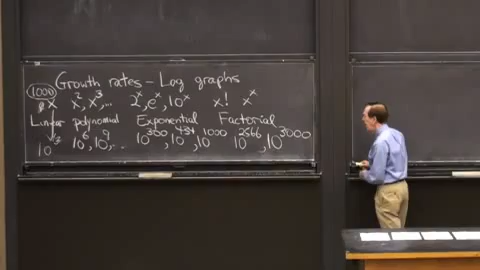 Growth rates – Log graphs
1000 x, x², x³,... 2ˣ, eˣ, 10ˣ x! xˣ
Linear polynomial Exponential Factorial
10³ 10⁶, 10⁹,... 10³⁰⁰, 10⁴³⁴, 10¹⁰⁰⁰ 10²⁵⁶⁶, 10³⁰⁰⁰